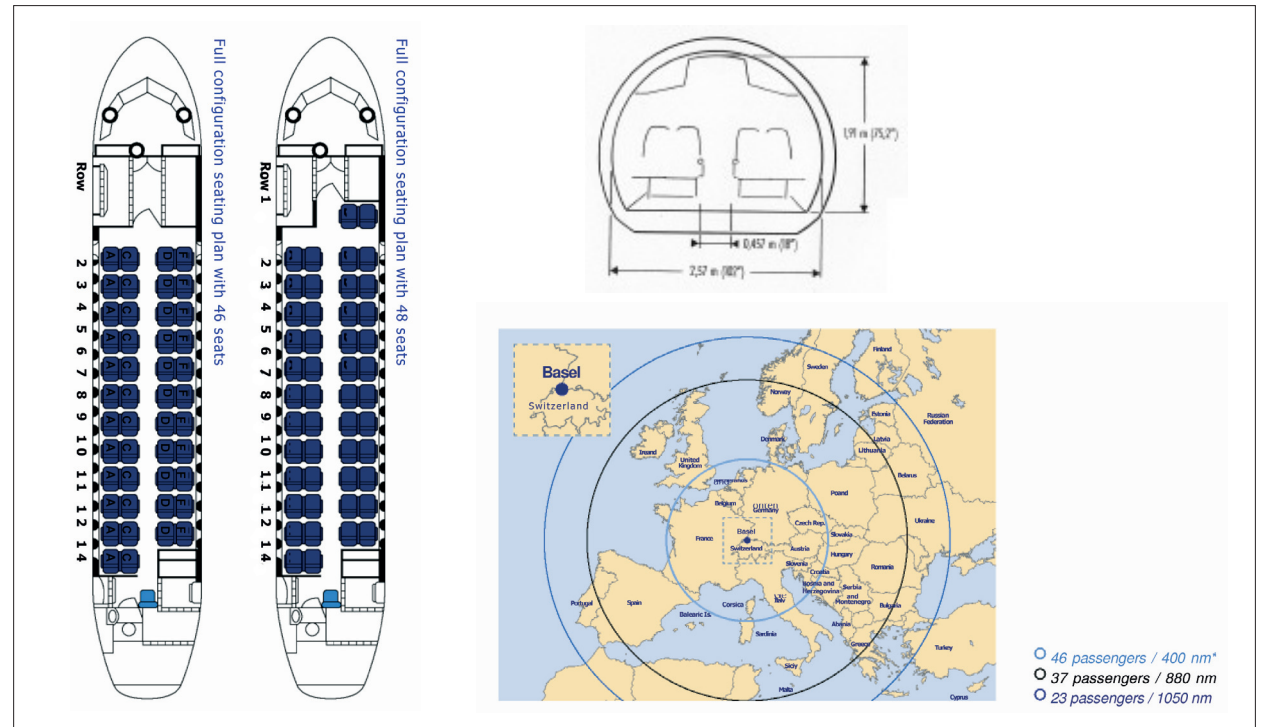 Full configuration seating plan with 46 seats
Row
2
3
4
5
6
7
8
9
10
11
12
14
A C D F
A C D F
A C D F
A C D F
A C D F
A C D F
A C D F
A C D F
A C D F
A C D F
A C D F
A C
Full configuration seating plan with 48 seats
Row 1
2
3
4
5
6
7
8
9
10
11
12
14
1,91 m (75,2")
0,457 m (18")
2,57 m (102")
Basel
Switzerland
Finland
Sweden
Norway
Russian
Federation
Estonia
Latvia
Lithuania
Denmark
Ireand
United
Kingdom
Belarus
Poand
Belgium
Germany
Ukraine
Czech Rep.
Slovakia
Basel
Switzerland
France
Austria
Hungary
Slovenia
Croatia
Romania
Bosnia and
Herzegovina
Serbia
and
Montenegro
Bulgaria
Italy
Corsica
Portugal
Spain
Balearic Is.
Sardinia
Abania
Greece
Turkey
Siciy
Malta
Cyprus
46 passengers / 400 nm*
37 passengers / 880 nm
23 passengers / 1050 nm